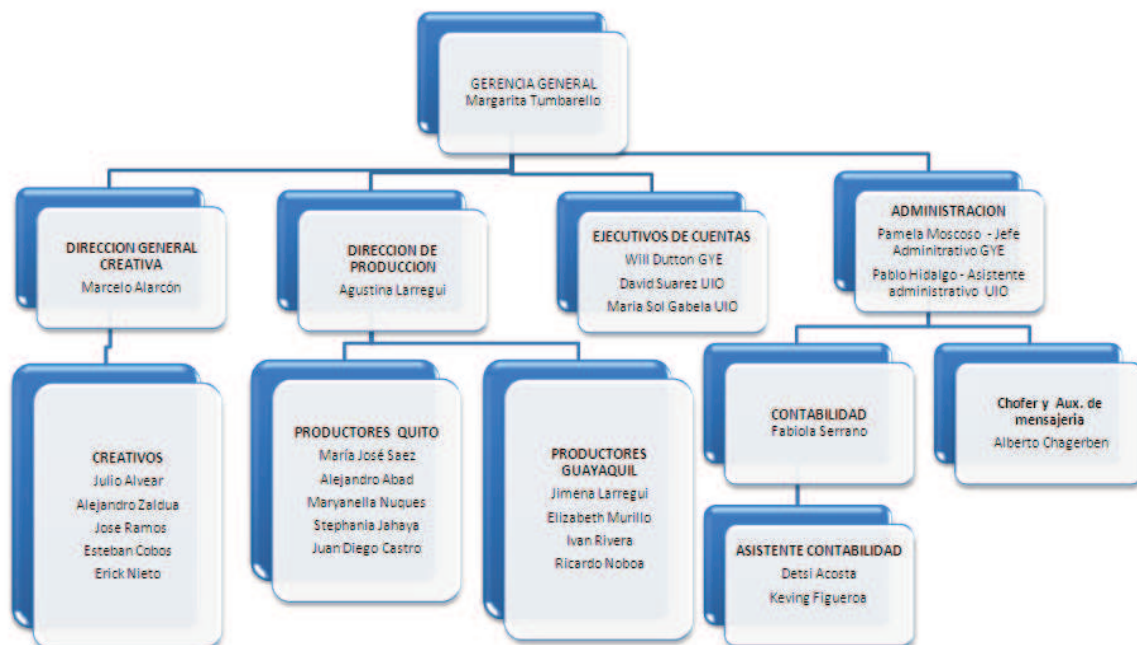 GERENCIA GENERAL
Margarita Tumbarello
DIRECCION GENERAL
CREATIVA
Marcelo Alarcón
DIRECCION DE
PRODUCCION
Agustina Larregui
EJECUTIVOS DE CUENTAS
Will Dutton GYE
David Suarez UIO
Maria Sol Gabela UIO
ADMINISTRACION
Pamela Moscoso - Jefe
Adminitrativo GYE
Pablo Hidalgo - Asistente
administrativo UIO
CREATIVOS
Julio Alvear
Alejandro Zaldua
Jose Ramos
Esteban Cobos
Erick Nieto
PRODUCTORES QUITO
María José Saez
Alejandro Abad
Maryanella Nuques
Stephania Jahaya
Juan Diego Castro
PRODUCTORES
GUAYAQUIL
Jimena Larregui
Elizabeth Murillo
Ivan Rivera
Ricardo Noboa
CONTABILIDAD
Fabiola Serrano
Chofer y Aux. de
mensajeria
Alberto Chagerben
ASISTENTE CONTABILIDAD
Detsi Acosta
Keving Figueroa